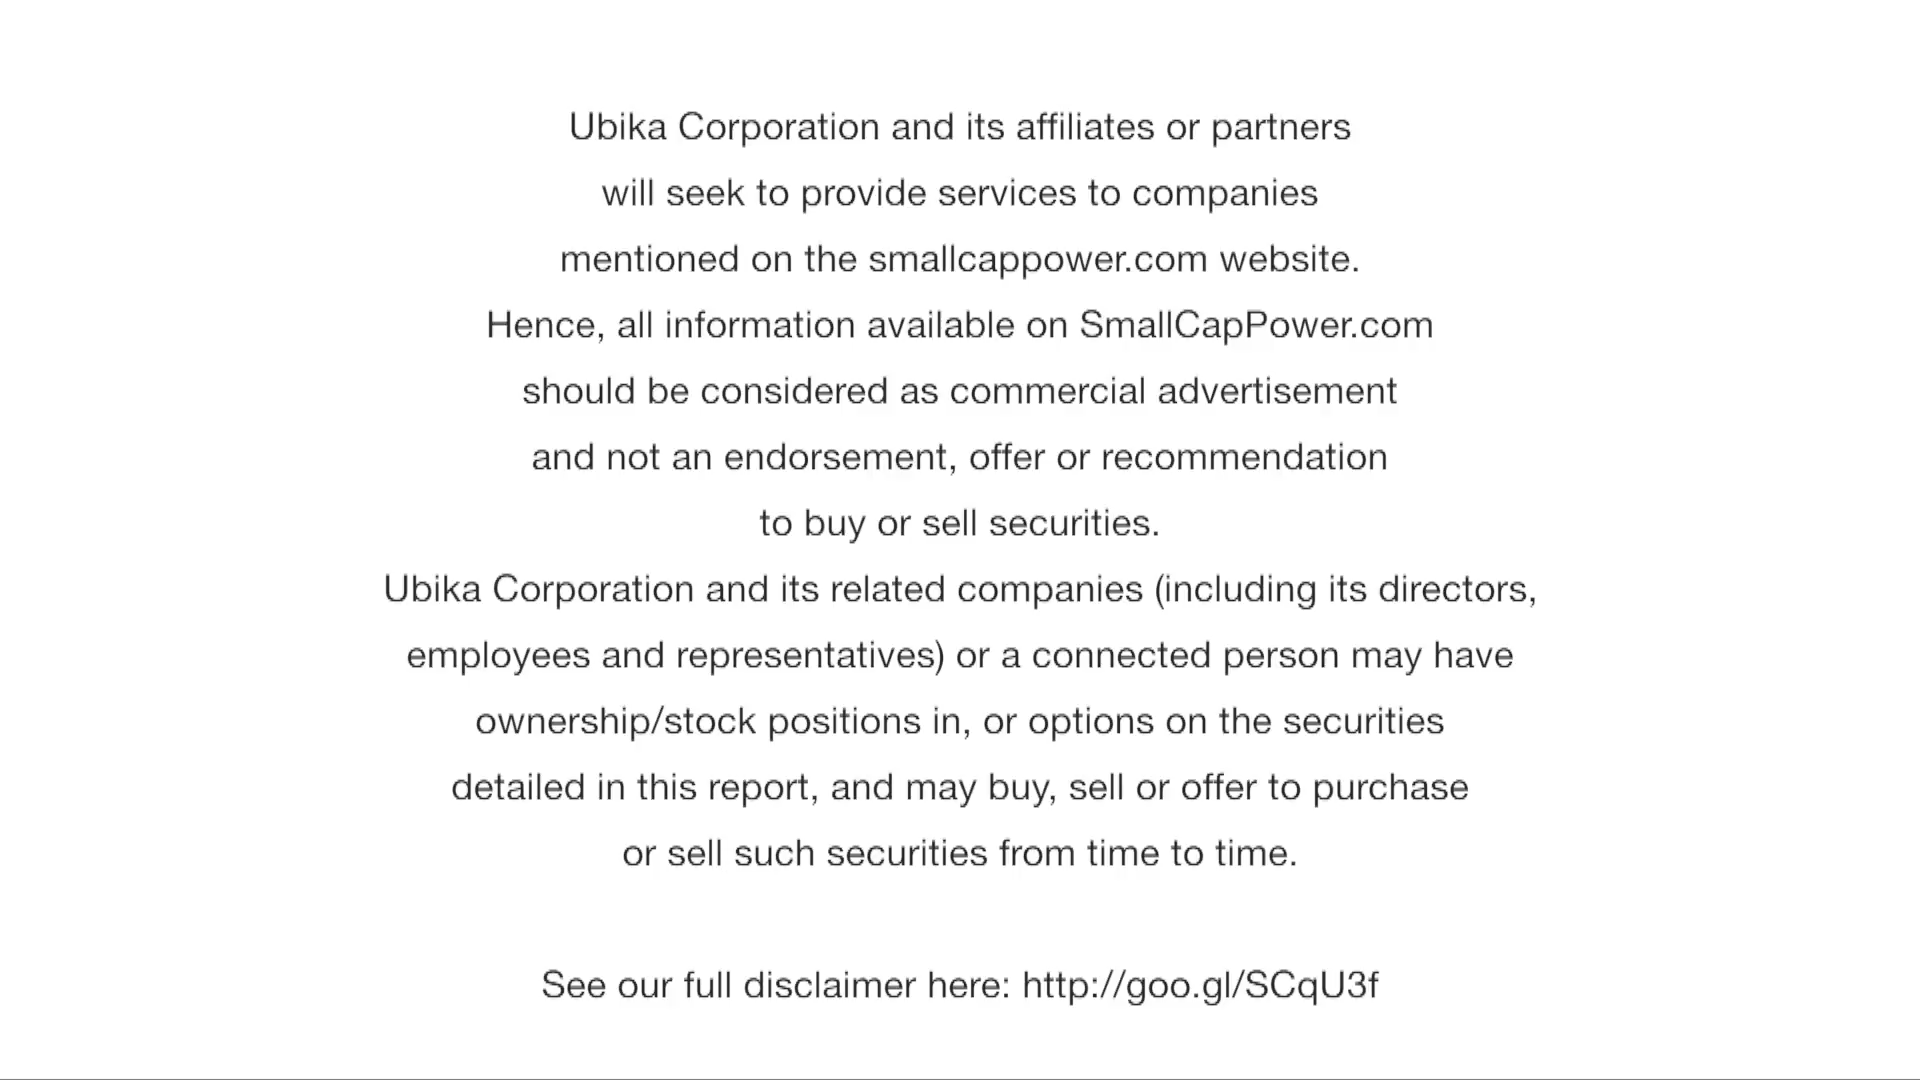 Ubika Corporation and its affiliates or partners
will seek to provide services to companies
mentioned on the smallcappower.com website.
Hence, all information available on SmallCapPower.com
should be considered as commercial advertisement
and not an endorsement, offer or recommendation
to buy or sell securities.
Ubika Corporation and its related companies (including its directors,
employees and representatives) or a connected person may have
ownership/stock positions in, or options on the securities
detailed in this report, and may buy, sell or offer to purchase
or sell such securities from time to time.
See our full disclaimer here: http://goo.gl/SCqU3f